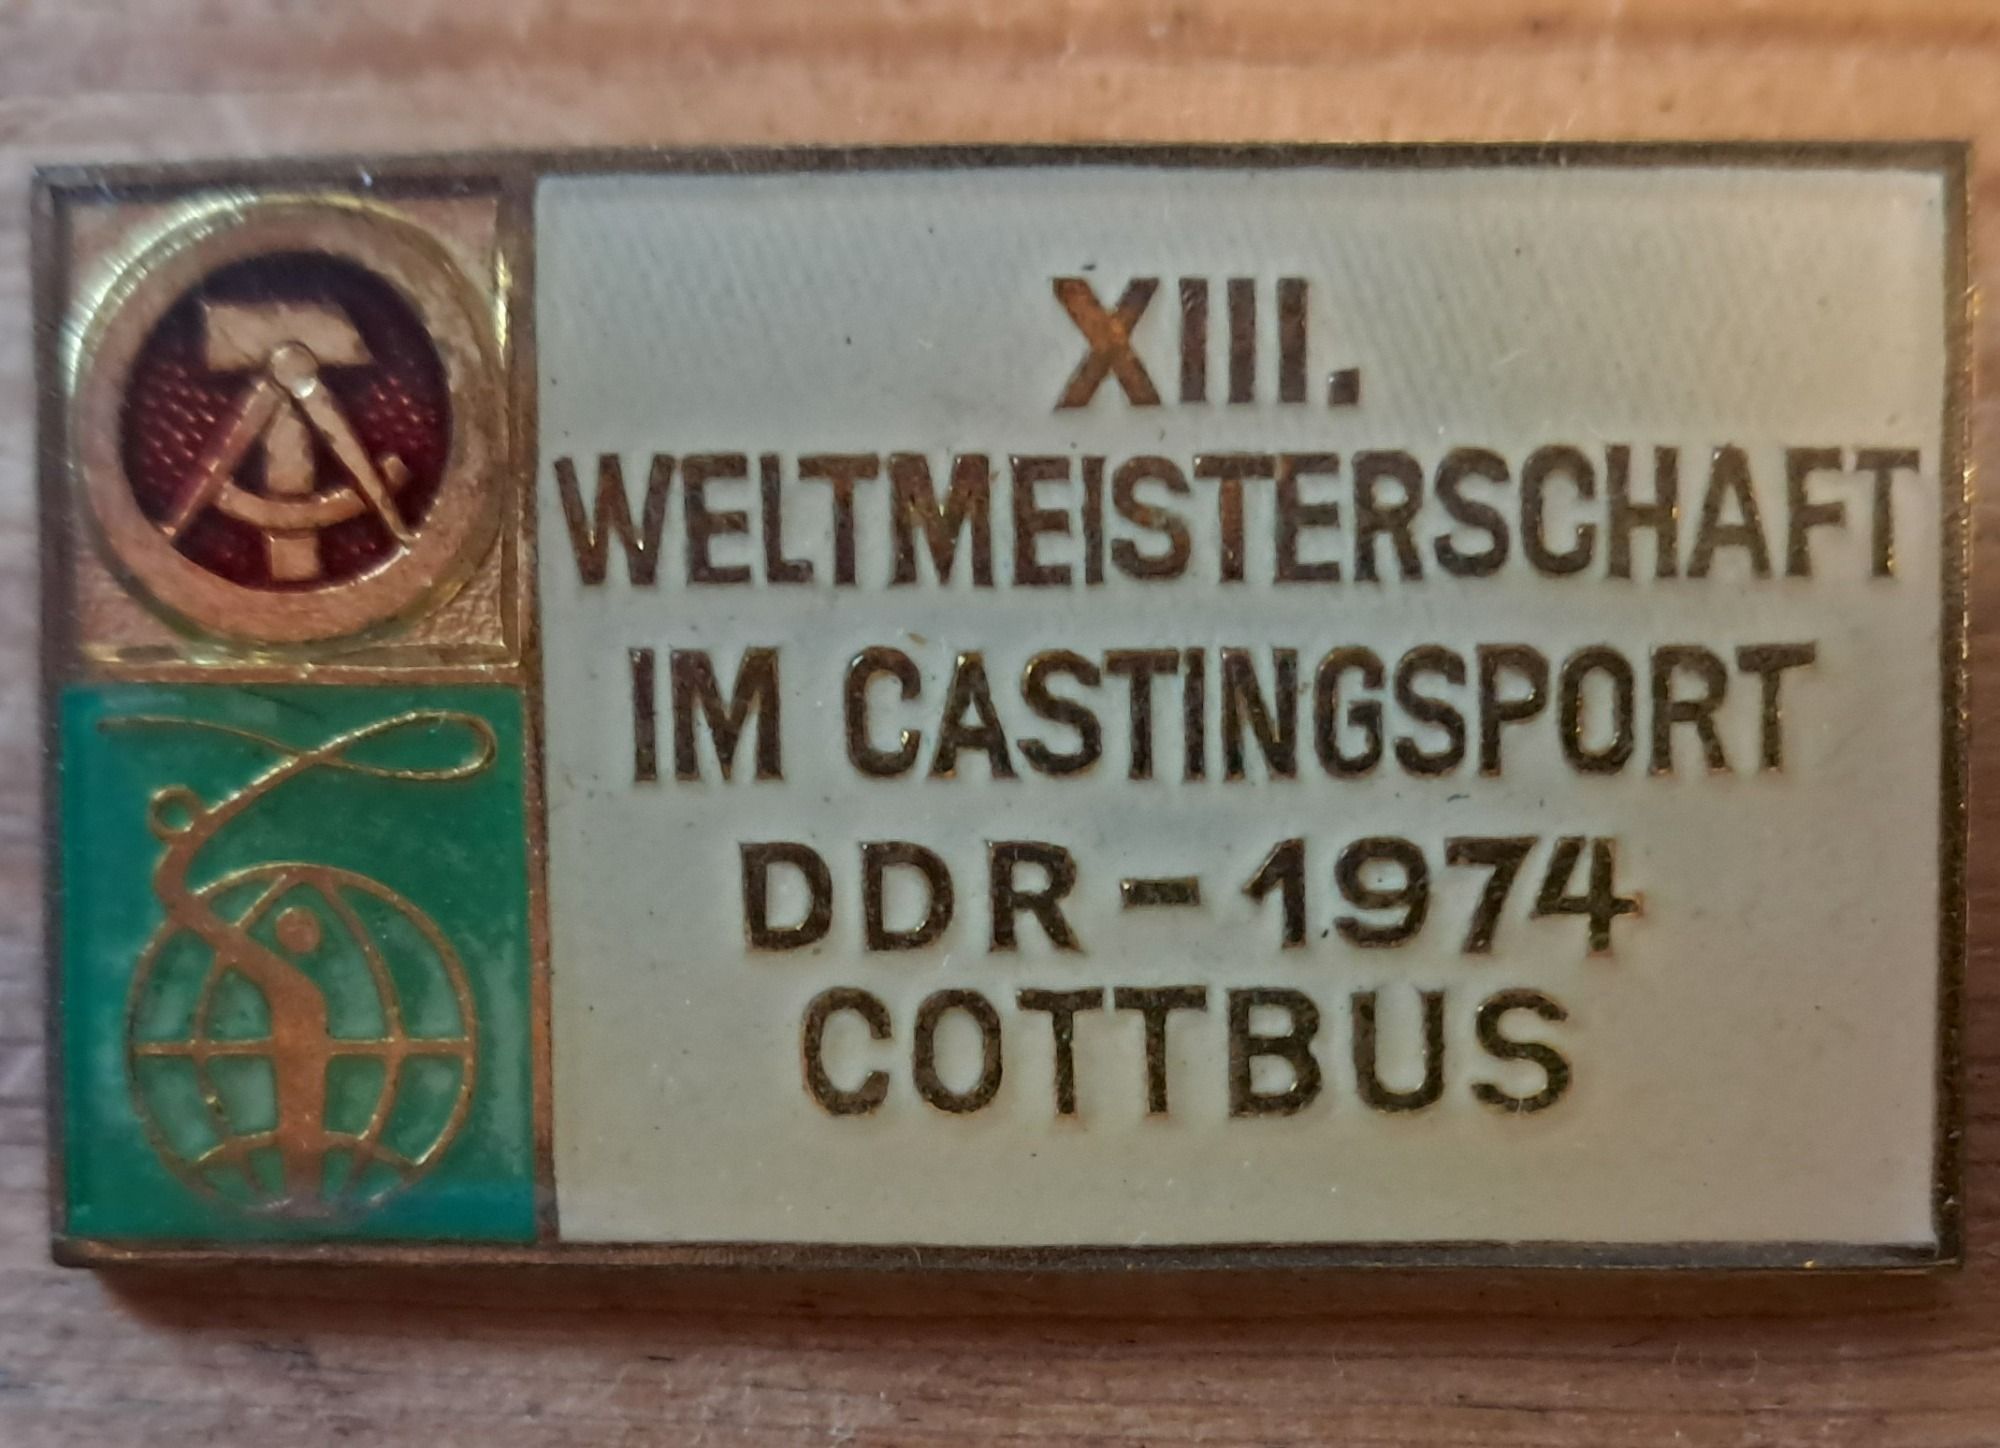 XIII.
WELTMEISTERSCHAFT
IM CASTINGSPORT
DDR - 1974
COTTBUS